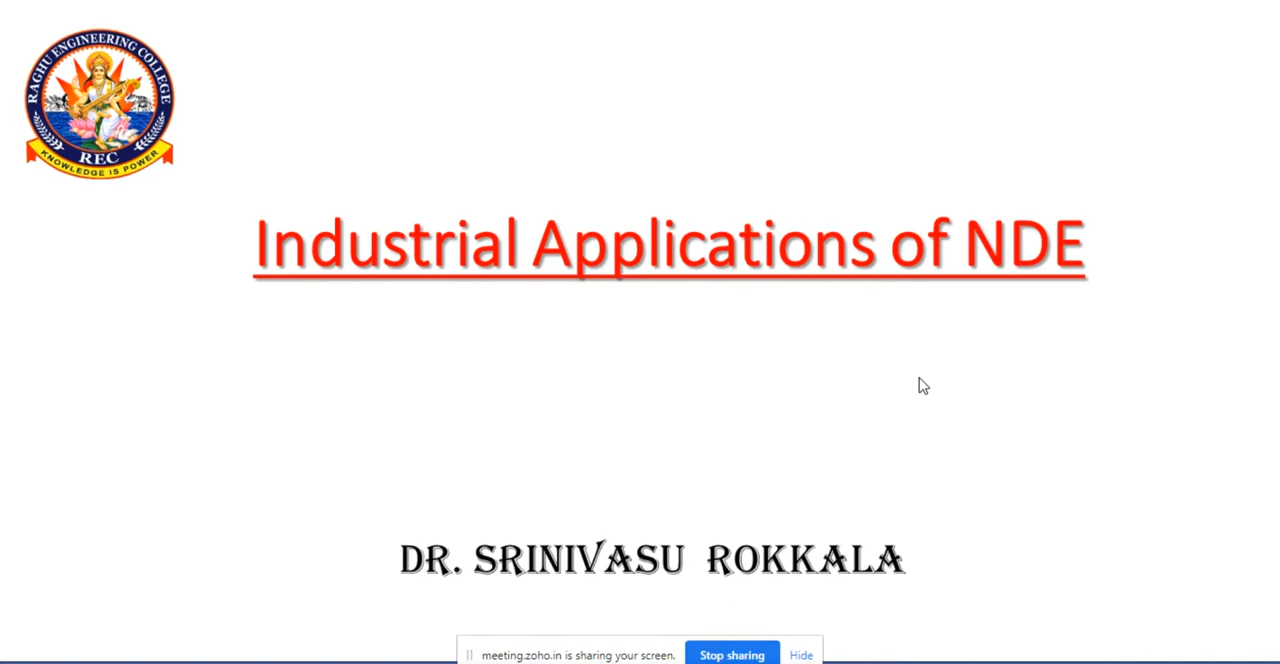 RAGHU ENGINEERING COLLEGE
REC
KNOWLEDGE IS POWER
Industrial Applications of NDE
DR. SRINIVASU ROKKALA
meeting.zoho.in is sharing your screen. Stop sharing Hide